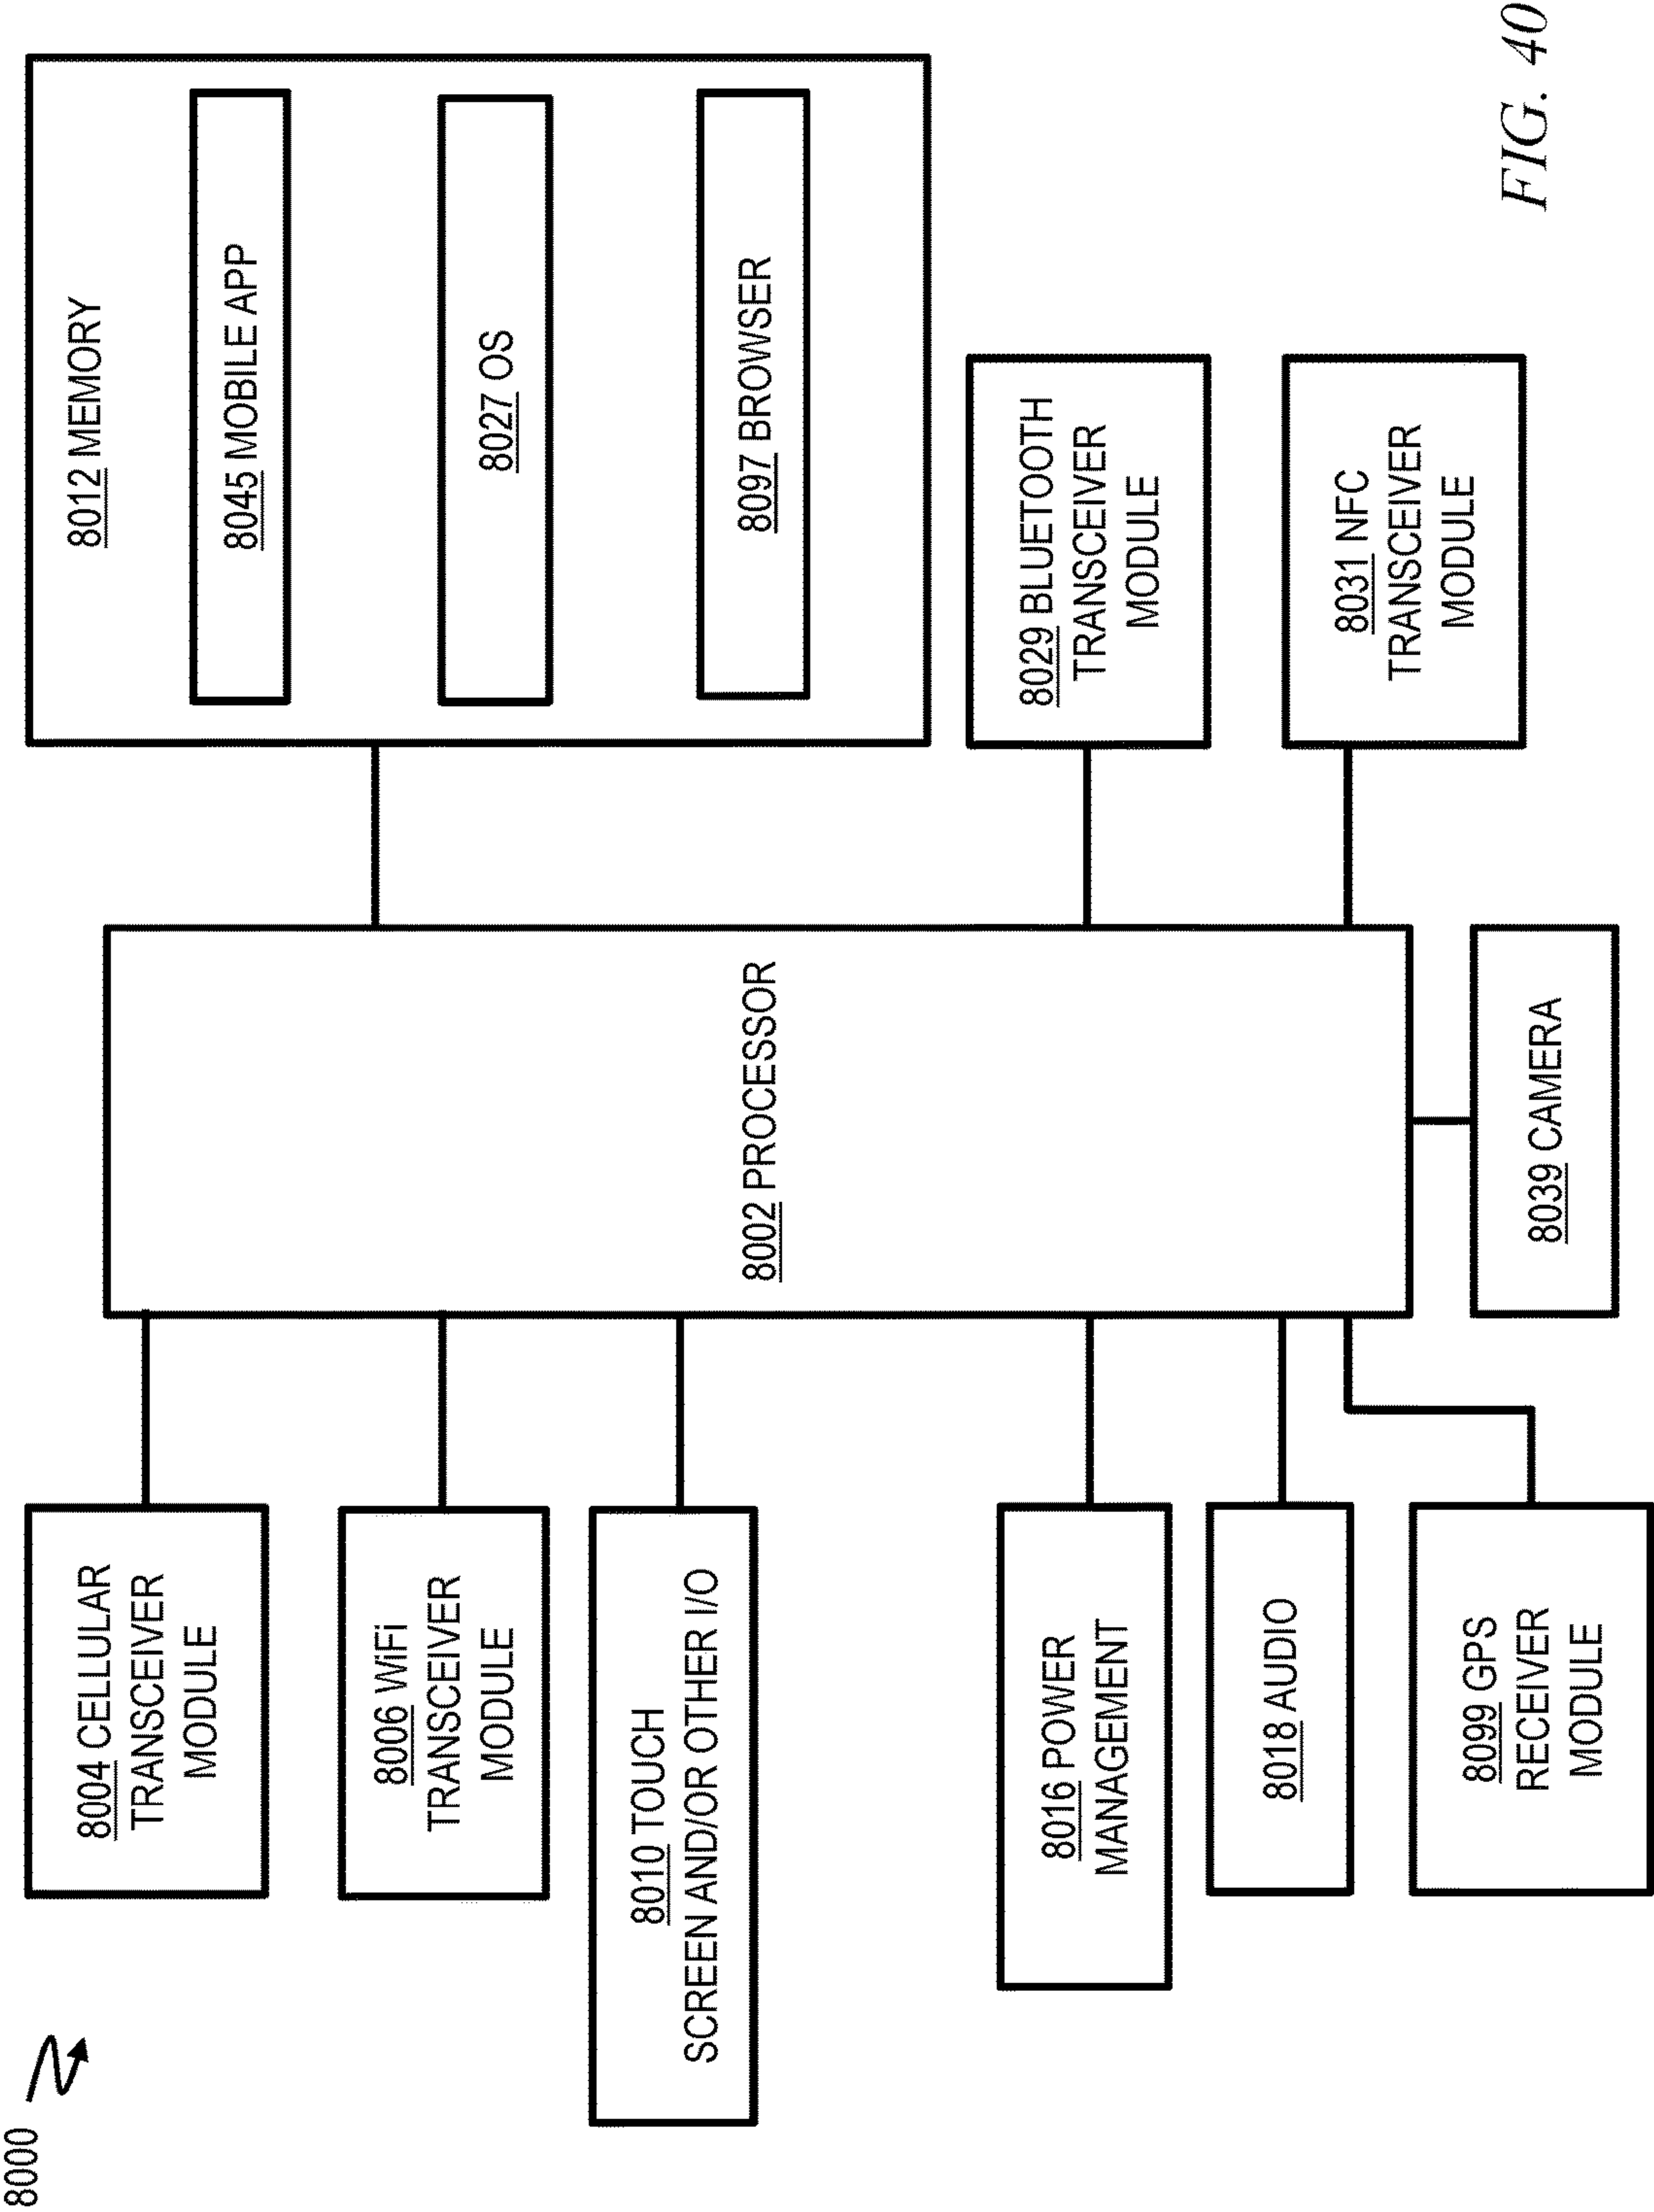 8000
8004 CELLULAR
TRANSCEIVER
MODULE
8006 WiFi
TRANSCEIVER
MODULE
8010 TOUCH
SCREEN AND/OR OTHER I/O
8016 POWER
MANAGEMENT
8018 AUDIO
8099 GPS
RECEIVER
MODULE
8002 PROCESSOR
8039 CAMERA
8012 MEMORY
8045 MOBILE APP
8027 OS
8097 BROWSER
8029 BLUETOOTH
TRANSCEIVER
MODULE
8031 NFC
TRANSCEIVER
MODULE
FIG. 40